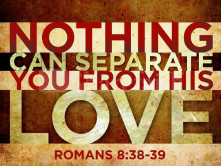 NOTHING
CAN SEPARATE
YOU FROM HIS
LOVE
ROMANS 8:38-39